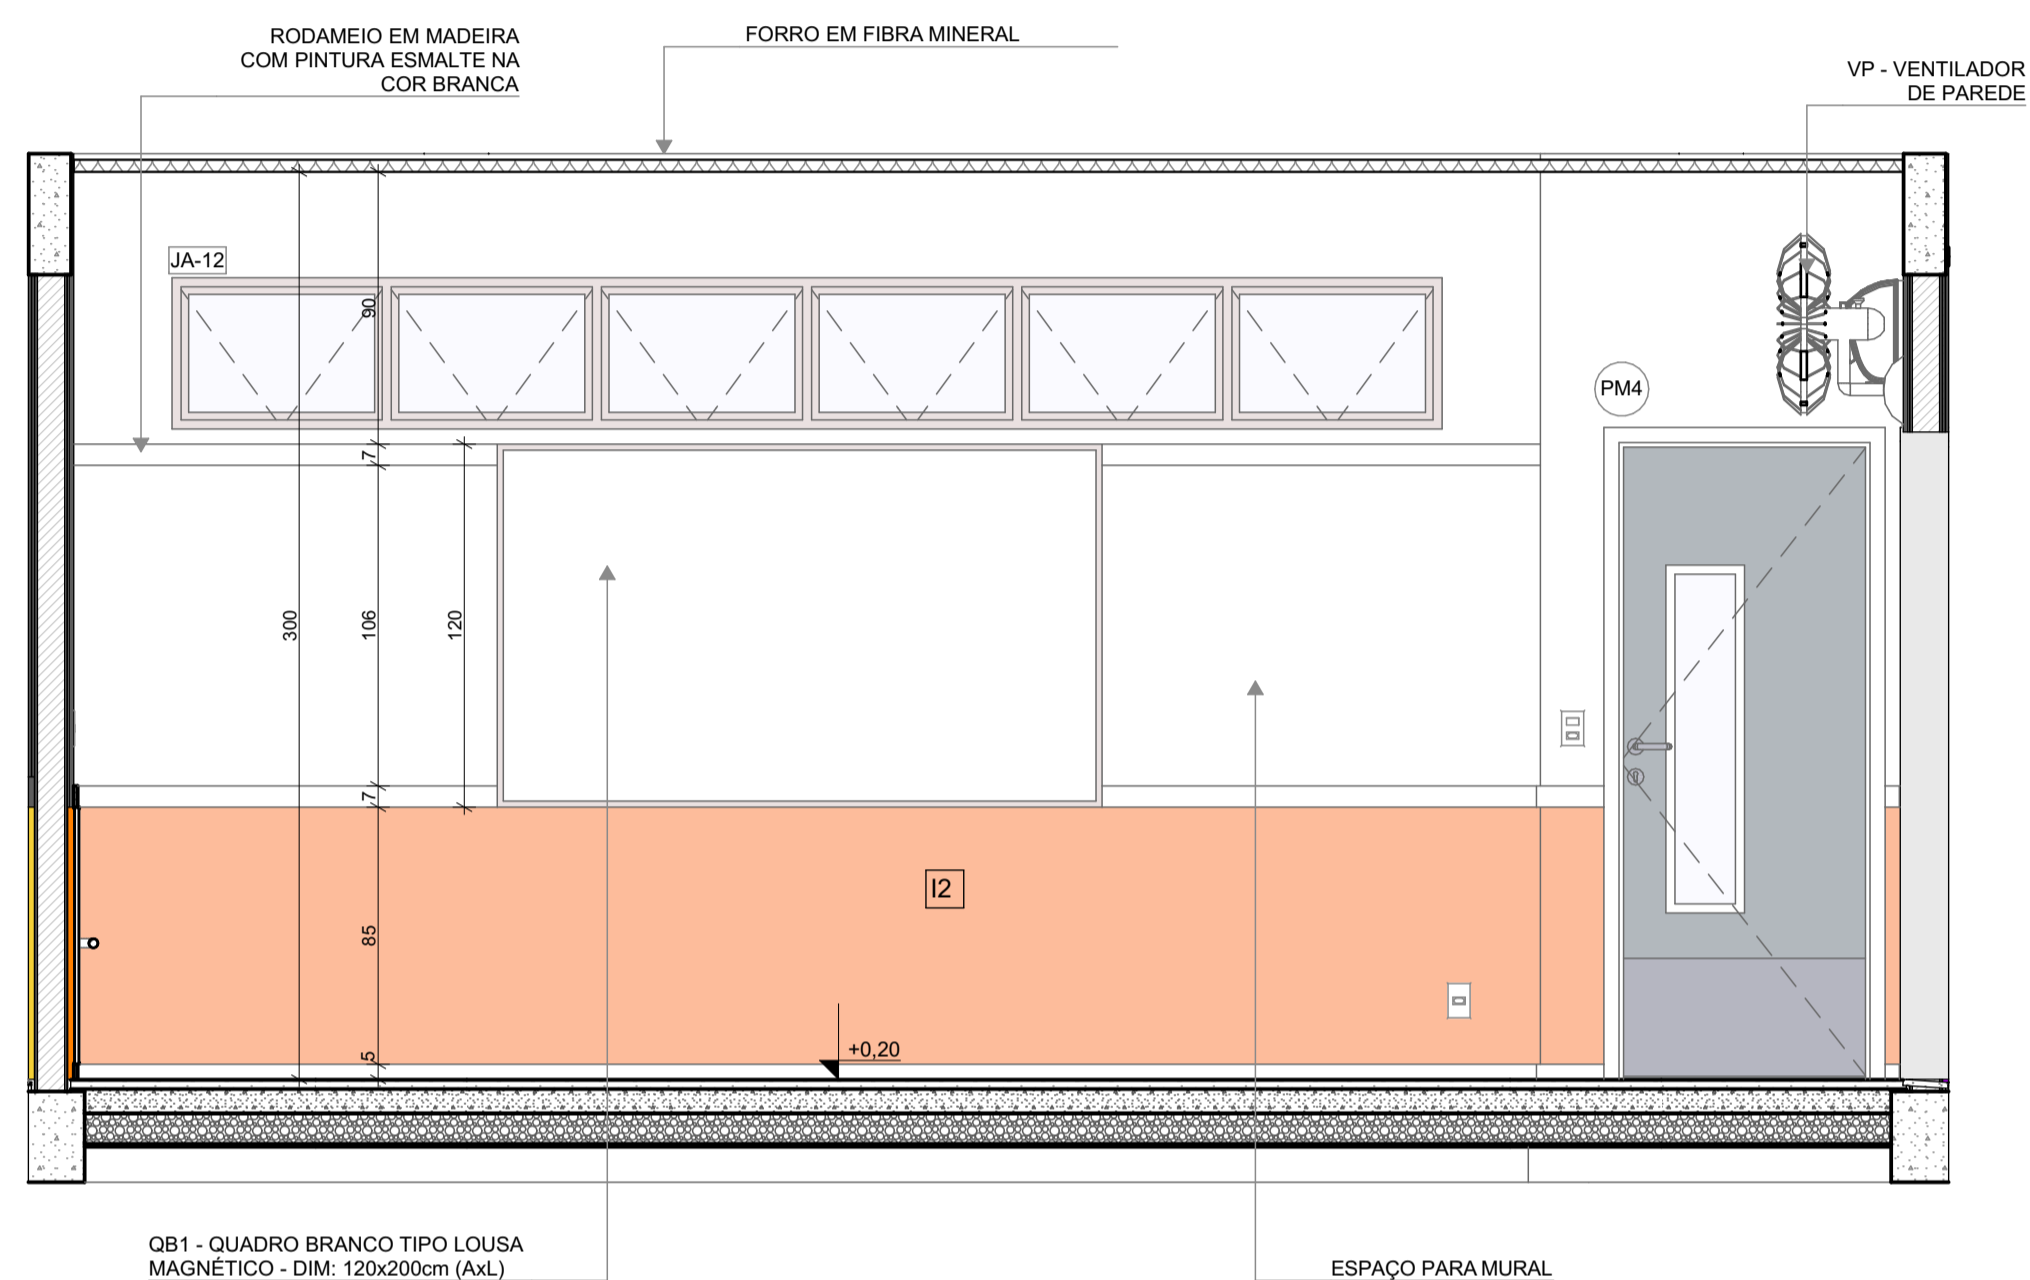 RODAMEIO EM MADEIRA
COM PINTURA ESMALTE NA
COR BRANCA
FORRO EM FIBRA MINERAL
VP - VENTILADOR
DE PAREDE
JA-12
90
PM4
7
300
106
120
7
I2
85
5
+0,20
QB1 - QUADRO BRANCO TIPO LOUSA
MAGNÉTICO - DIM: 120x200cm (AxL)
ESPAÇO PARA MURAL